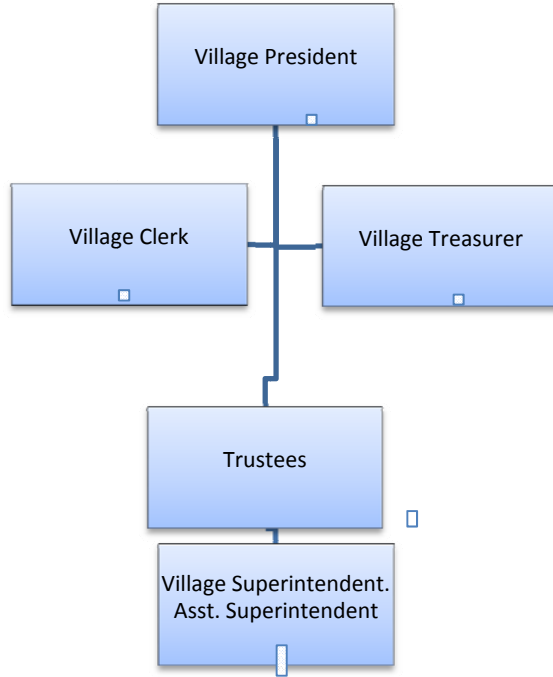 Village President
Village Clerk
Village Treasurer
Trustees
Village Superintendent.
Asst. Superintendent